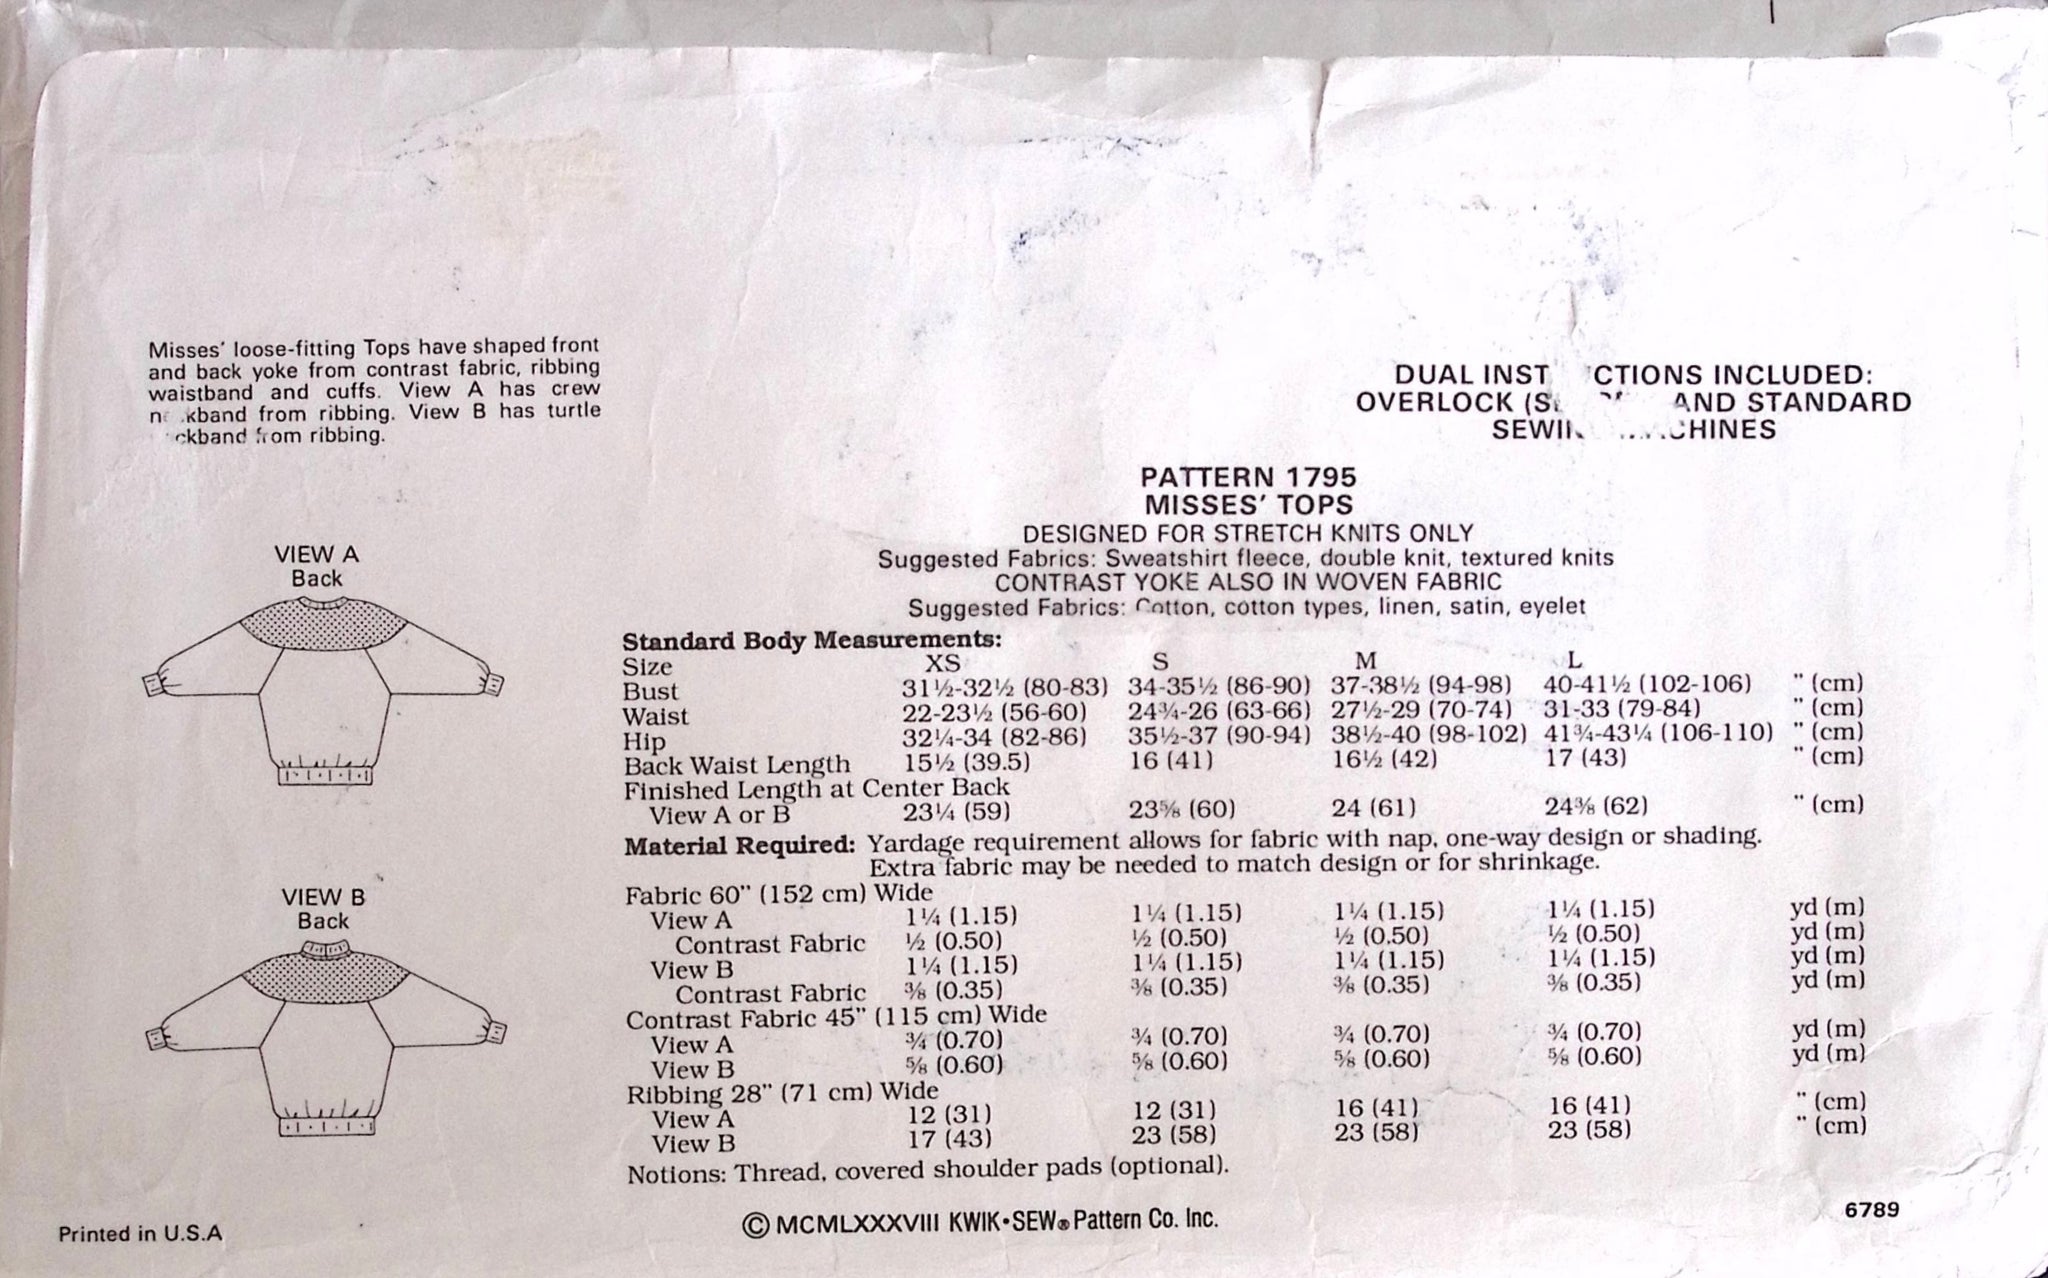 Misses' loose-fitting Tops have shaped front
and back yoke from contrast fabric, ribbing
waistband and cuffs. View A has crew
band from ribbing. View B has turtle
band from ribbing.
DUAL INST CTIONS INCLUDED:
OVERLOCK (S AND STANDARD
SEWI CHINES
PATTERN 1795
MISSES' TOPS
DESIGNED FOR STRETCH KNITS ONLY
Suggested Fabrics: Sweatshirt fleece, double knit, textured knits
CONTRAST YOKE ALSO IN WOVEN FABRIC
Suggested Fabrics: Cotton, cotton types, linen, satin, eyelet
VIEW A
Back
VIEW B
Back
Standard Body Measurements:
Size XS S M L
Bust 31½-32½ (80-83) 34-35½ (86-90) 37-38½ (94-98) 40-41½ (102-106) " (cm)
Waist 22-23½ (56-60) 24¾-26 (63-66) 27½-29 (70-74) 31-33 (79-84) " (cm)
Hip 32¼-34 (82-86) 35½-37 (90-94) 38½-40 (98-102) 41¾-43¼ (106-110) " (cm)
Back Waist Length 15½ (39.5) 16 (41) 16½ (42) 17 (43) " (cm)
Finished Length at Center Back
View A or B 23¼ (59) 23⅝ (60) 24 (61) 24⅜ (62) " (cm)
Material Required: Yardage requirement allows for fabric with nap, one-way design or shading.
Extra fabric may be needed to match design or for shrinkage.
Fabric 60" (152 cm) Wide
View A 1¼ (1.15) 1¼ (1.15) 1¼ (1.15) 1¼ (1.15) yd (m)
Contrast Fabric ½ (0.50) ½ (0.50) ½ (0.50) ½ (0.50) yd (m)
View B 1¼ (1.15) 1¼ (1.15) 1¼ (1.15) 1¼ (1.15) yd (m)
Contrast Fabric ⅜ (0.35) ⅜ (0.35) ⅜ (0.35) ⅜ (0.35) yd (m)
Contrast Fabric 45" (115 cm) Wide
View A ¾ (0.70) ¾ (0.70) ¾ (0.70) ¾ (0.70) yd (m)
View B ⅝ (0.60) ⅝ (0.60) ⅝ (0.60) ⅝ (0.60) yd (m)
Ribbing 28" (71 cm) Wide
View A 12 (31) 12 (31) 16 (41) 16 (41) " (cm)
View B 17 (43) 23 (58) 23 (58) 23 (58) " (cm)
Notions: Thread, covered shoulder pads (optional).
© MCMLXXXVIII KWIK•SEW® Pattern Co. Inc.
6789
Printed in U.S.A